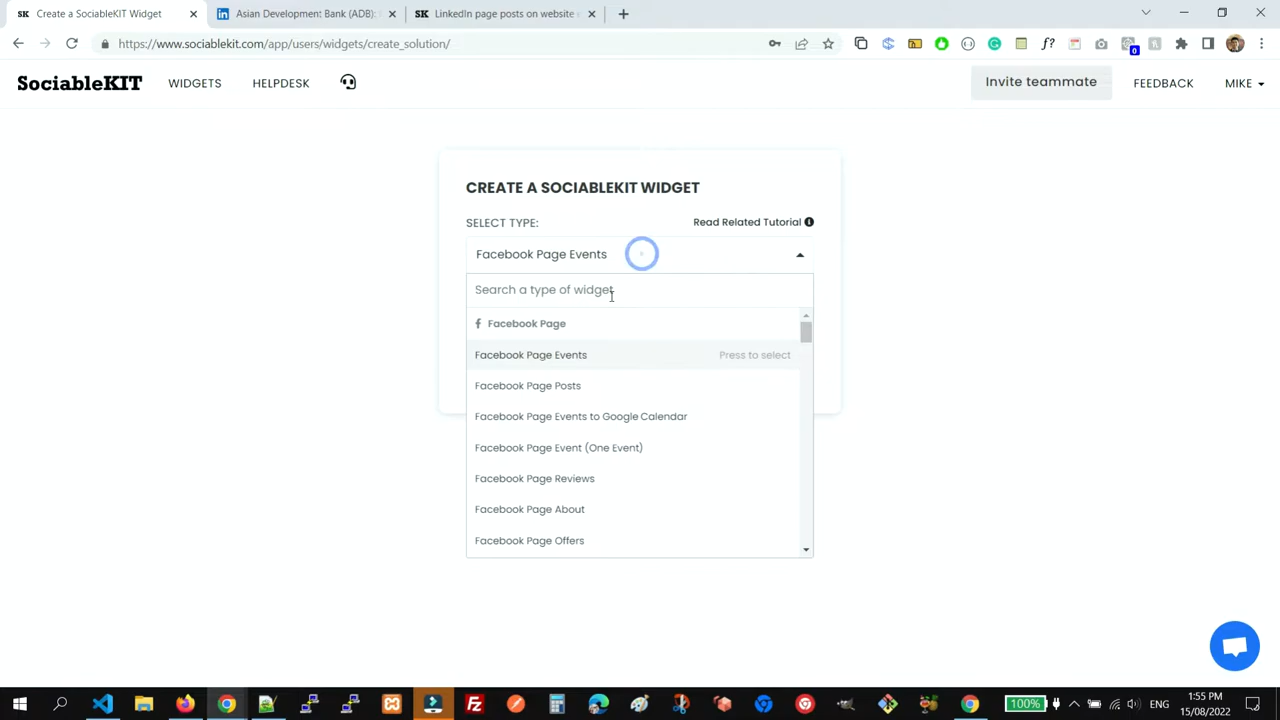 SK Create a SociableKIT Widget
in Asian Development Bank (ADB):
SK LinkedIn page posts on website
https://www.sociablekit.com/app/users/widgets/create_solution/
f?
0
SociableKIT WIDGETS HELPDESK Invite teammate FEEDBACK MIKE
CREATE A SOCIABLEKIT WIDGET
SELECT TYPE: Read Related Tutorial
Facebook Page Events
Search a type of widget
Facebook Page
Facebook Page Events Press to select
Facebook Page Posts
Facebook Page Events to Google Calendar
Facebook Page Event (One Event)
Facebook Page Reviews
Facebook Page About
Facebook Page Offers
100% ENG
1:55 PM
15/08/2022